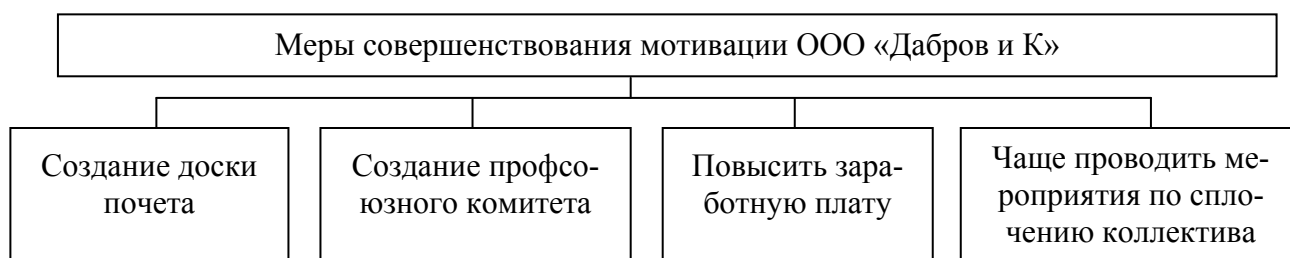 Меры совершенствования мотивации ООО «Дабров и К»
Создание доски
почета
Создание профсо-
юзного комитета
Повысить зара-
ботную плату
Чаще проводить ме-
роприятия по спло-
чению коллектива